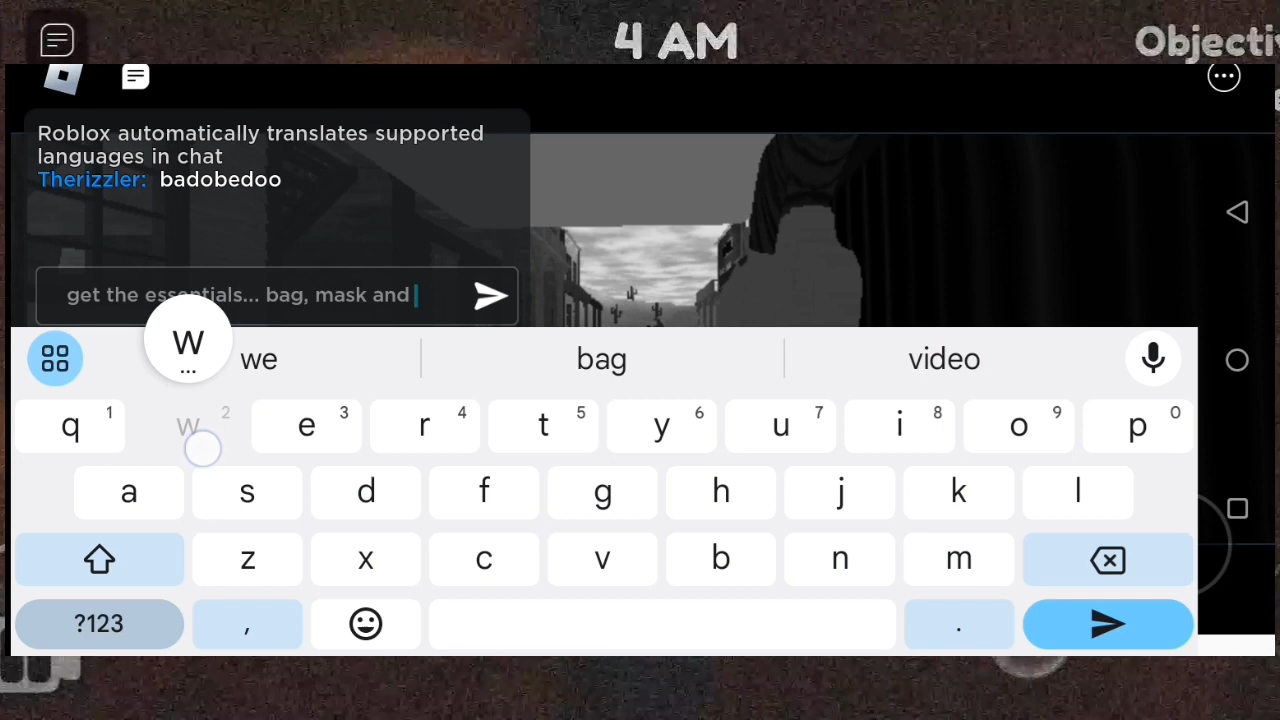 4 AM
Objecti
Roblox automatically translates supported
languages in chat
Therizzler: badobedoo
get the essentials... bag, mask and
W
...
we bag video
q 1 w 2 e 3 r 4 t 5 y 6 u 7 i 8 o 9 p 0
a s d f g h j k l
z x c v b n m
?123 , .